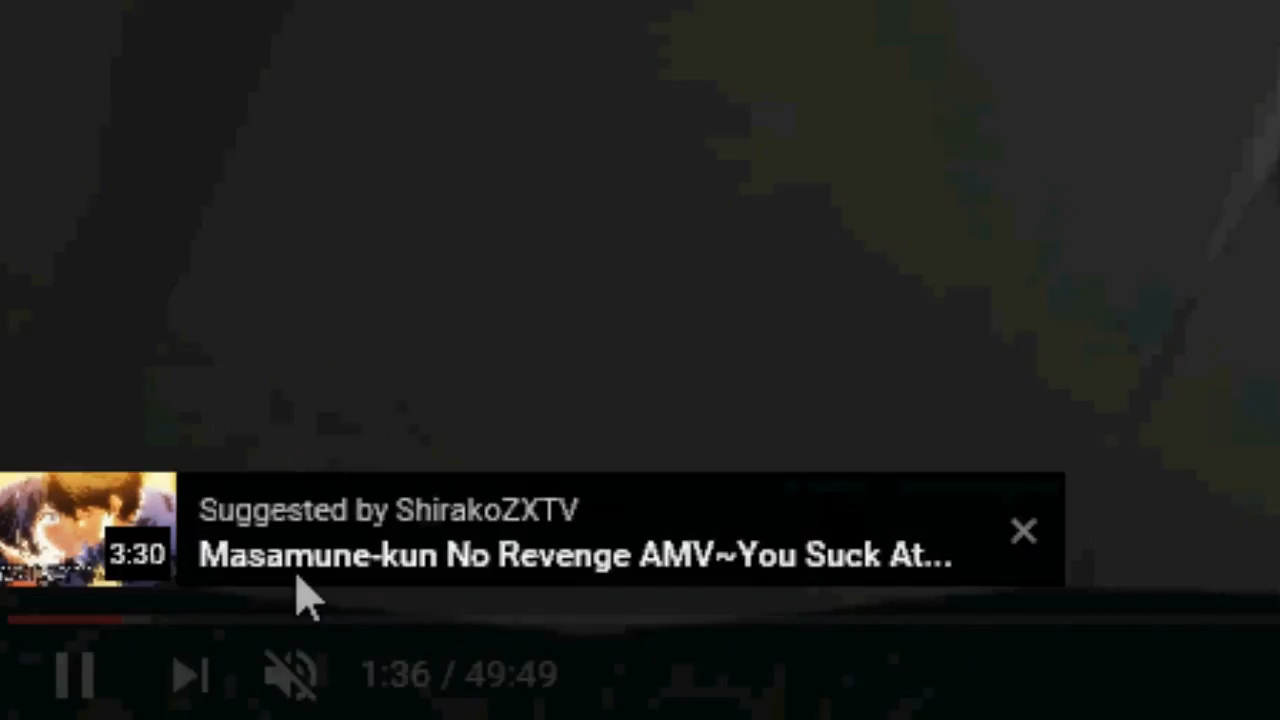 Suggested by ShirakoZXTV
3:30
Masamune-kun No Revenge AMV~You Suck At...
1:36 / 49:49